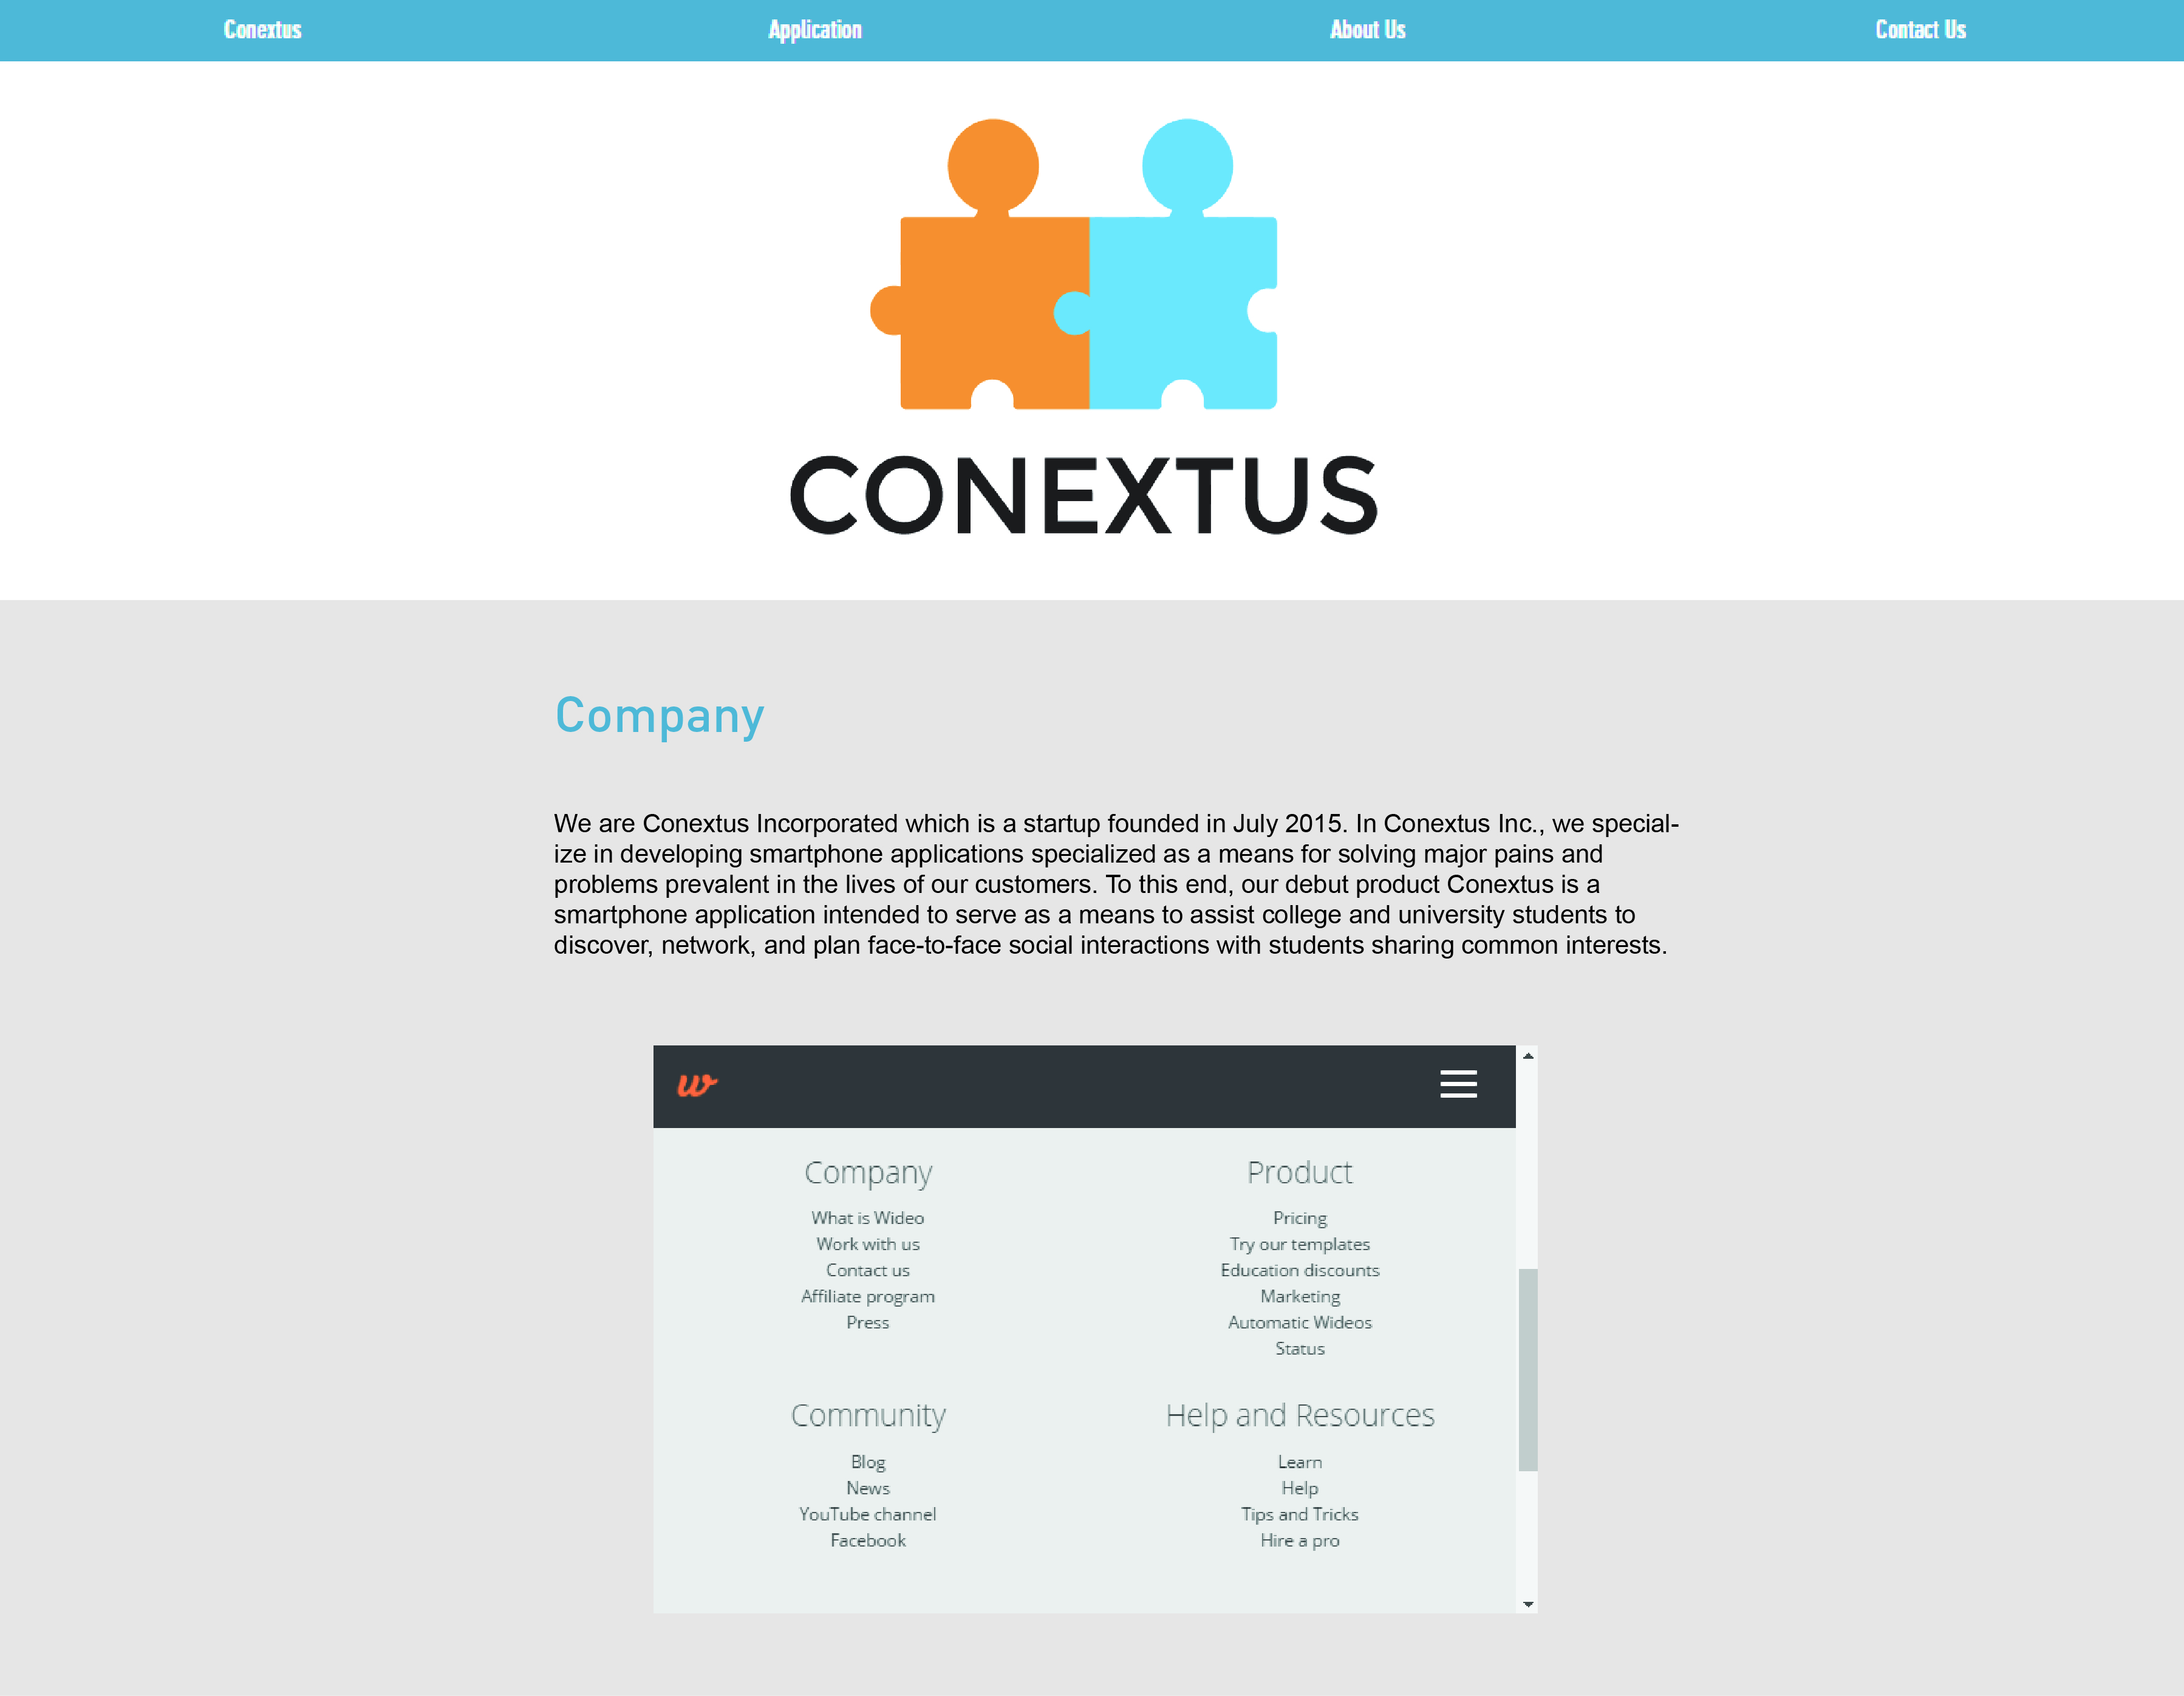 Conextus Application About Us Contact Us
CONEXTUS
Company
We are Conextus Incorporated which is a startup founded in July 2015. In Conextus Inc., we special-
ize in developing smartphone applications specialized as a means for solving major pains and
problems prevalent in the lives of our customers. To this end, our debut product Conextus is a
smartphone application intended to serve as a means to assist college and university students to
discover, network, and plan face-to-face social interactions with students sharing common interests.
w
Company
What is Wideo
Work with us
Contact us
Affiliate program
Press
Product
Pricing
Try our templates
Education discounts
Marketing
Automatic Wideos
Status
Community
Blog
News
YouTube channel
Facebook
Help and Resources
Learn
Help
Tips and Tricks
Hire a pro